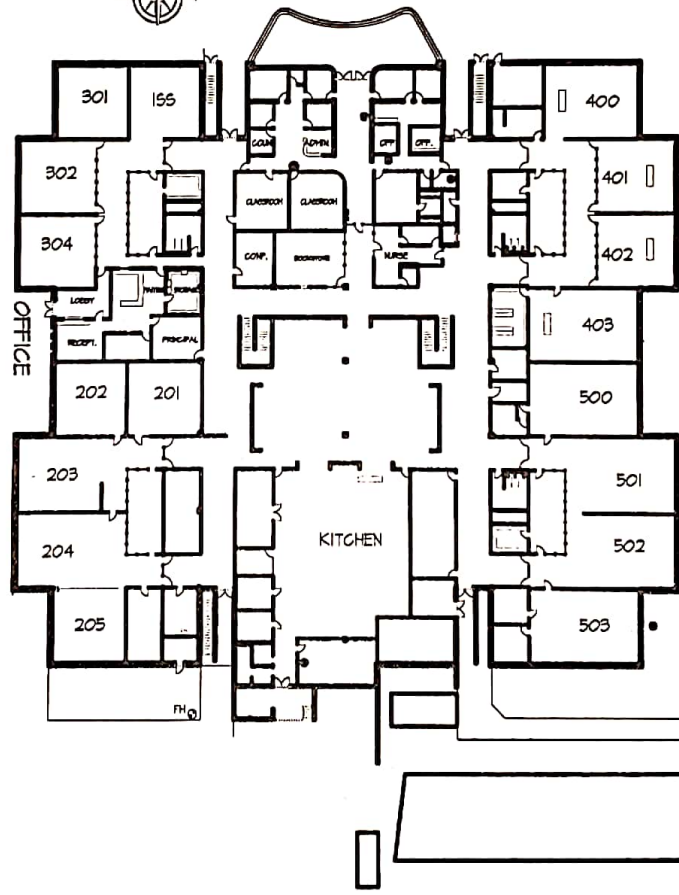 301
ISS
400
COUN.
ADMIN.
OFF.
OFF.
302
401
CLASSROOM
CLASSROOM
304
402
CONF.
BOOKSTORE
NURSE
LOBBY
OFFICE
403
RECEPT.
PRINCIPAL
202
201
500
203
501
KITCHEN
204
502
205
503
FH